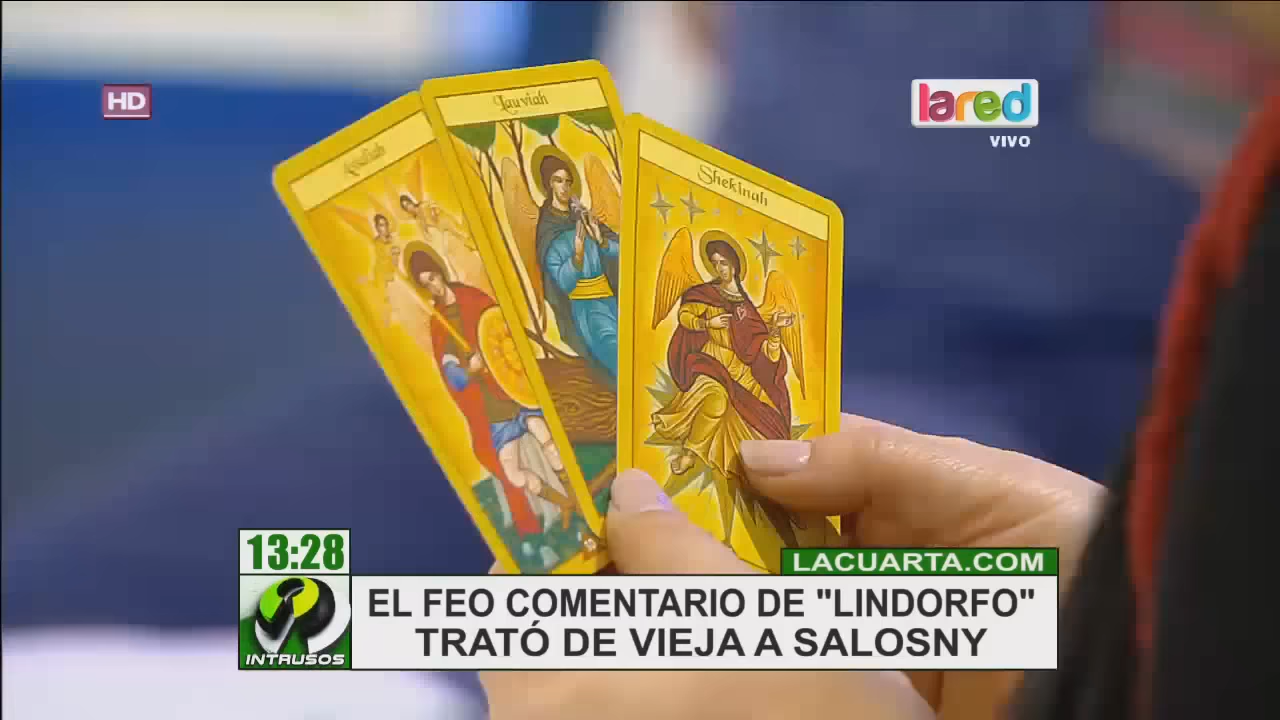 HD
lared
VIVO
Lauviah
Shekinah
13:28
LACUARTA.COM
EL FEO COMENTARIO DE "LINDORFO"
TRATÓ DE VIEJA A SALOSNY
INTRUSOS